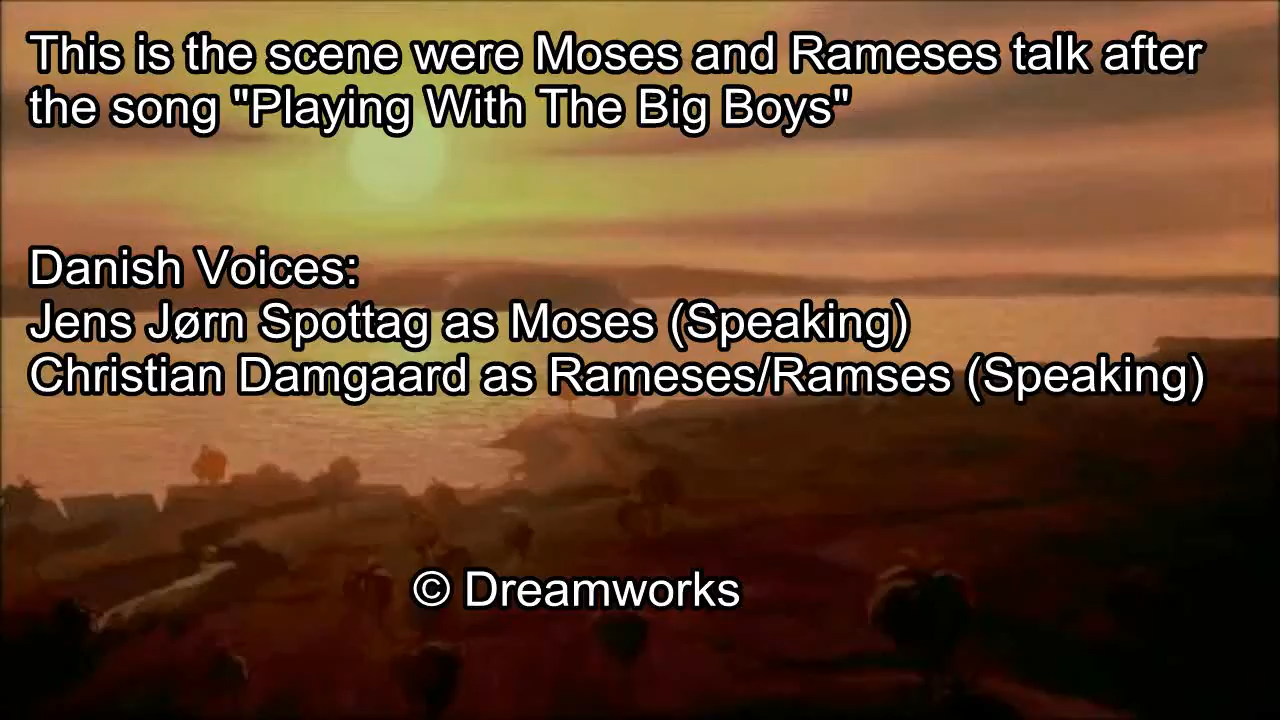 This is the scene were Moses and Rameses talk after
the song "Playing With The Big Boys"
Danish Voices:
Jens Jørn Spottag as Moses (Speaking)
Christian Damgaard as Rameses/Ramses (Speaking)
© Dreamworks